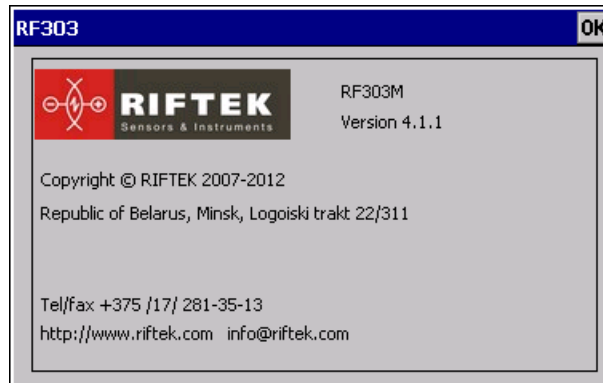 RF303
OK
RIFTEK
Sensors & Instruments
RF303M
Version 4.1.1
Copyright © RIFTEK 2007-2012
Republic of Belarus, Minsk, Logoiski trakt 22/311
Tel/fax +375 /17/ 281-35-13
http://www.riftek.com info@riftek.com